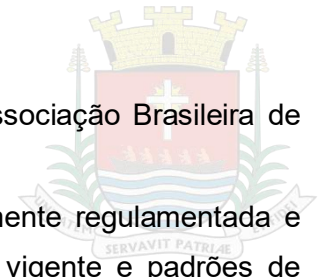 ssociação Brasileira de
mente regulamentada e
SERVAVIT PATRIAE
vigente e padrões de